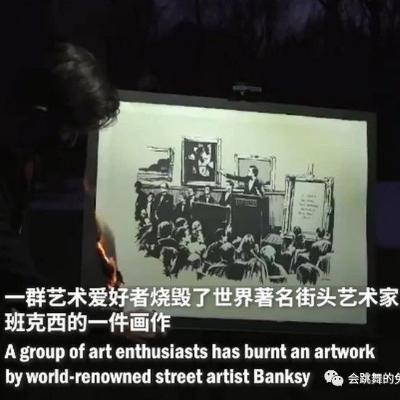 一群艺术爱好者烧毁了世界著名街头艺术家
班克西的一件画作
A group of art enthusiasts has burnt an artwork
by world-renowned street artist Banksy
会跳舞的